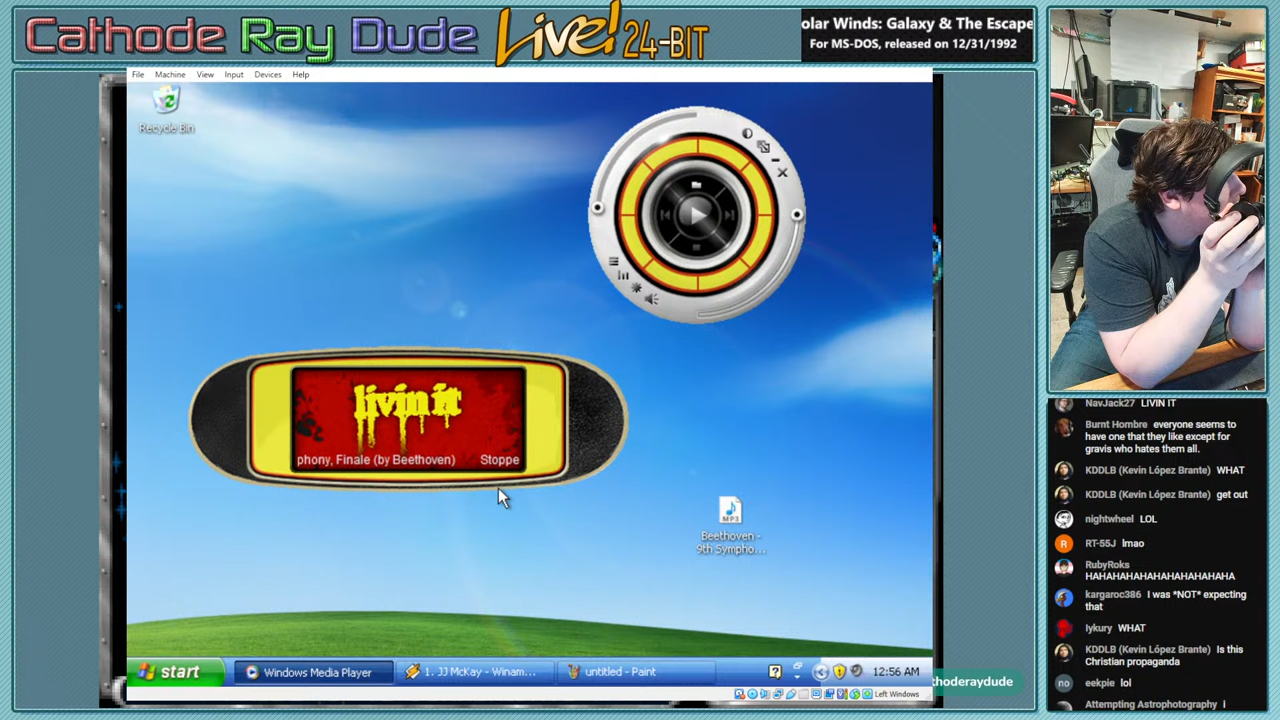 Cathode Ray Dude Live! 24-BIT
olar Winds: Galaxy & The Escape
For MS-DOS, released on 12/31/1992
File Machine View Input Devices Help
Recycle Bin
livin it
phony, Finale (by Beethoven) Stoppe
MP3
Beethoven -
9th Sympho...
start
Windows Media Player
1. JJ McKay - Winam...
untitled - Paint
12:56 AM
Left Windows
thoderaydude
NavJack27 LIVIN IT
Burnt Hombre everyone seems to
have one that they like except for
gravis who hates them all.
KDDLB (Kevin López Brante) WHAT
KDDLB (Kevin López Brante) get out
nightwheel LOL
R
RT-55J lmao
RubyRoks
HAHAHAHAHAHAHAHAHAHA
kargaroc386 I was *NOT* expecting
that
lykury WHAT
KDDLB (Kevin López Brante) Is this
Christian propaganda
no
eekpie lol
Attempting Astrophotography i